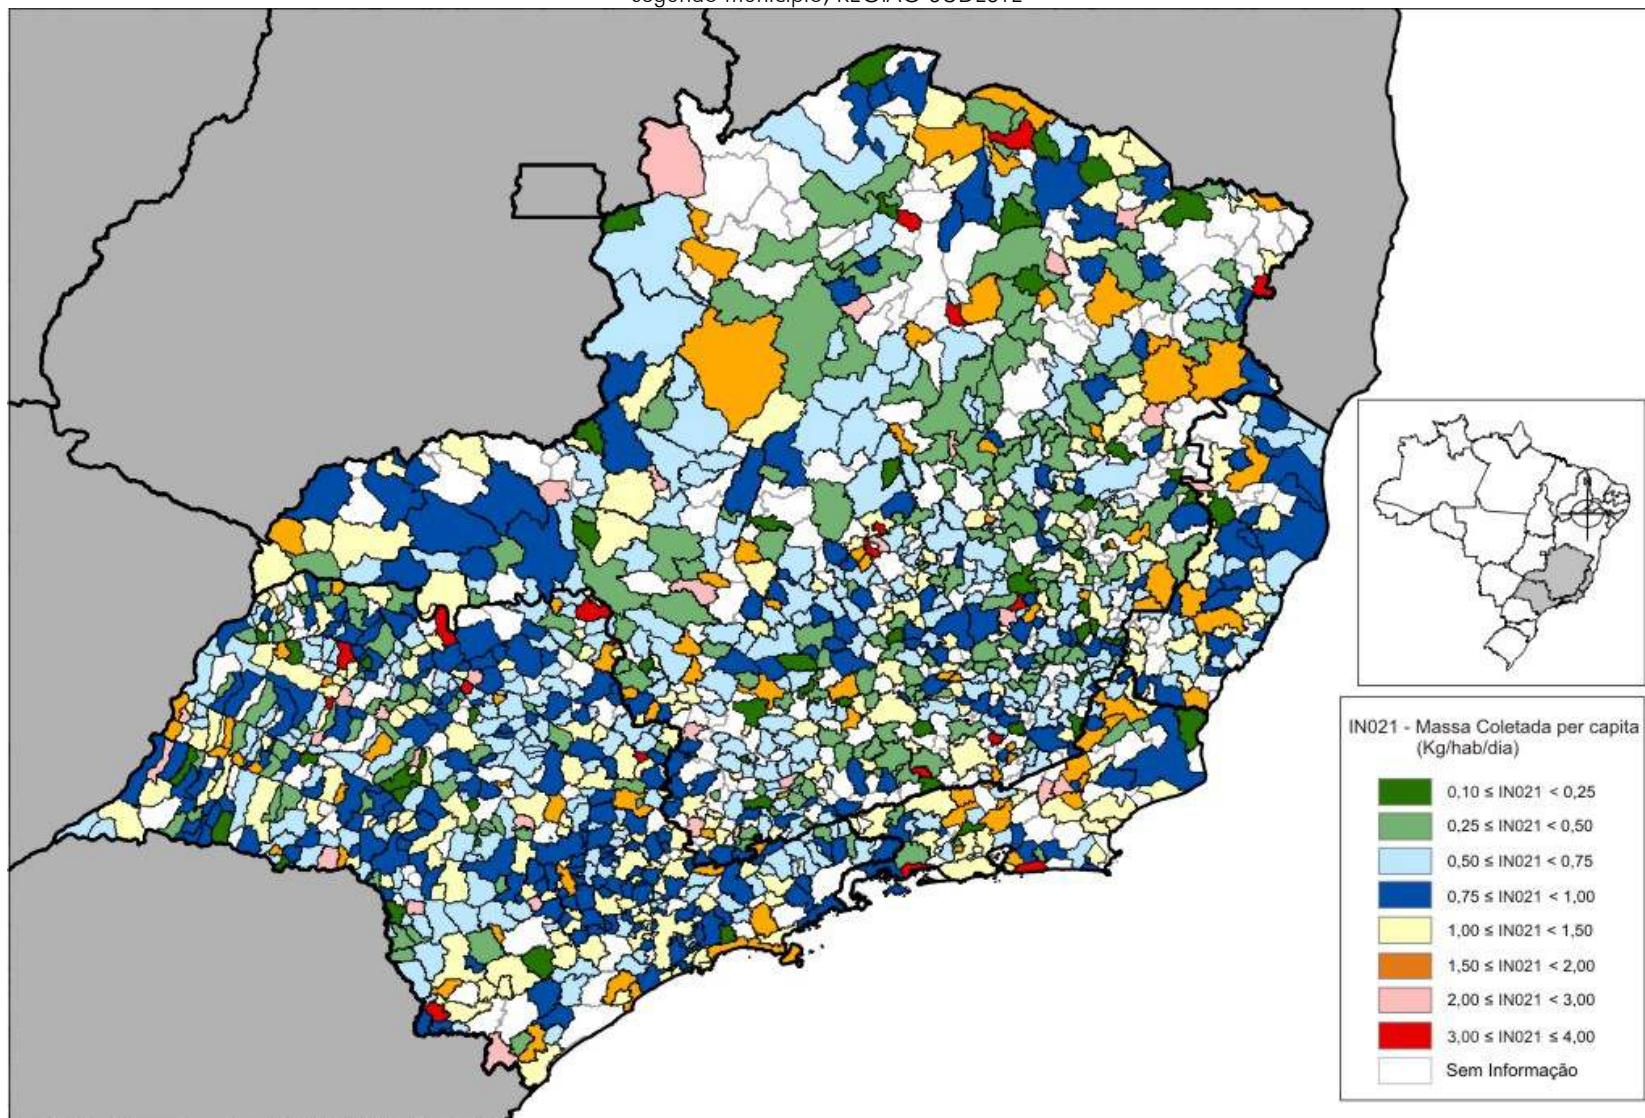 segundo município, REGIÃO SUDESTE
IN021 - Massa Coletada per capita
(Kg/hab/dia)
0,10 ≤ IN021 < 0,25
0,25 ≤ IN021 < 0,50
0,50 ≤ IN021 < 0,75
0,75 ≤ IN021 < 1,00
1,00 ≤ IN021 < 1,50
1,50 ≤ IN021 < 2,00
2,00 ≤ IN021 < 3,00
3,00 ≤ IN021 ≤ 4,00
Sem Informação